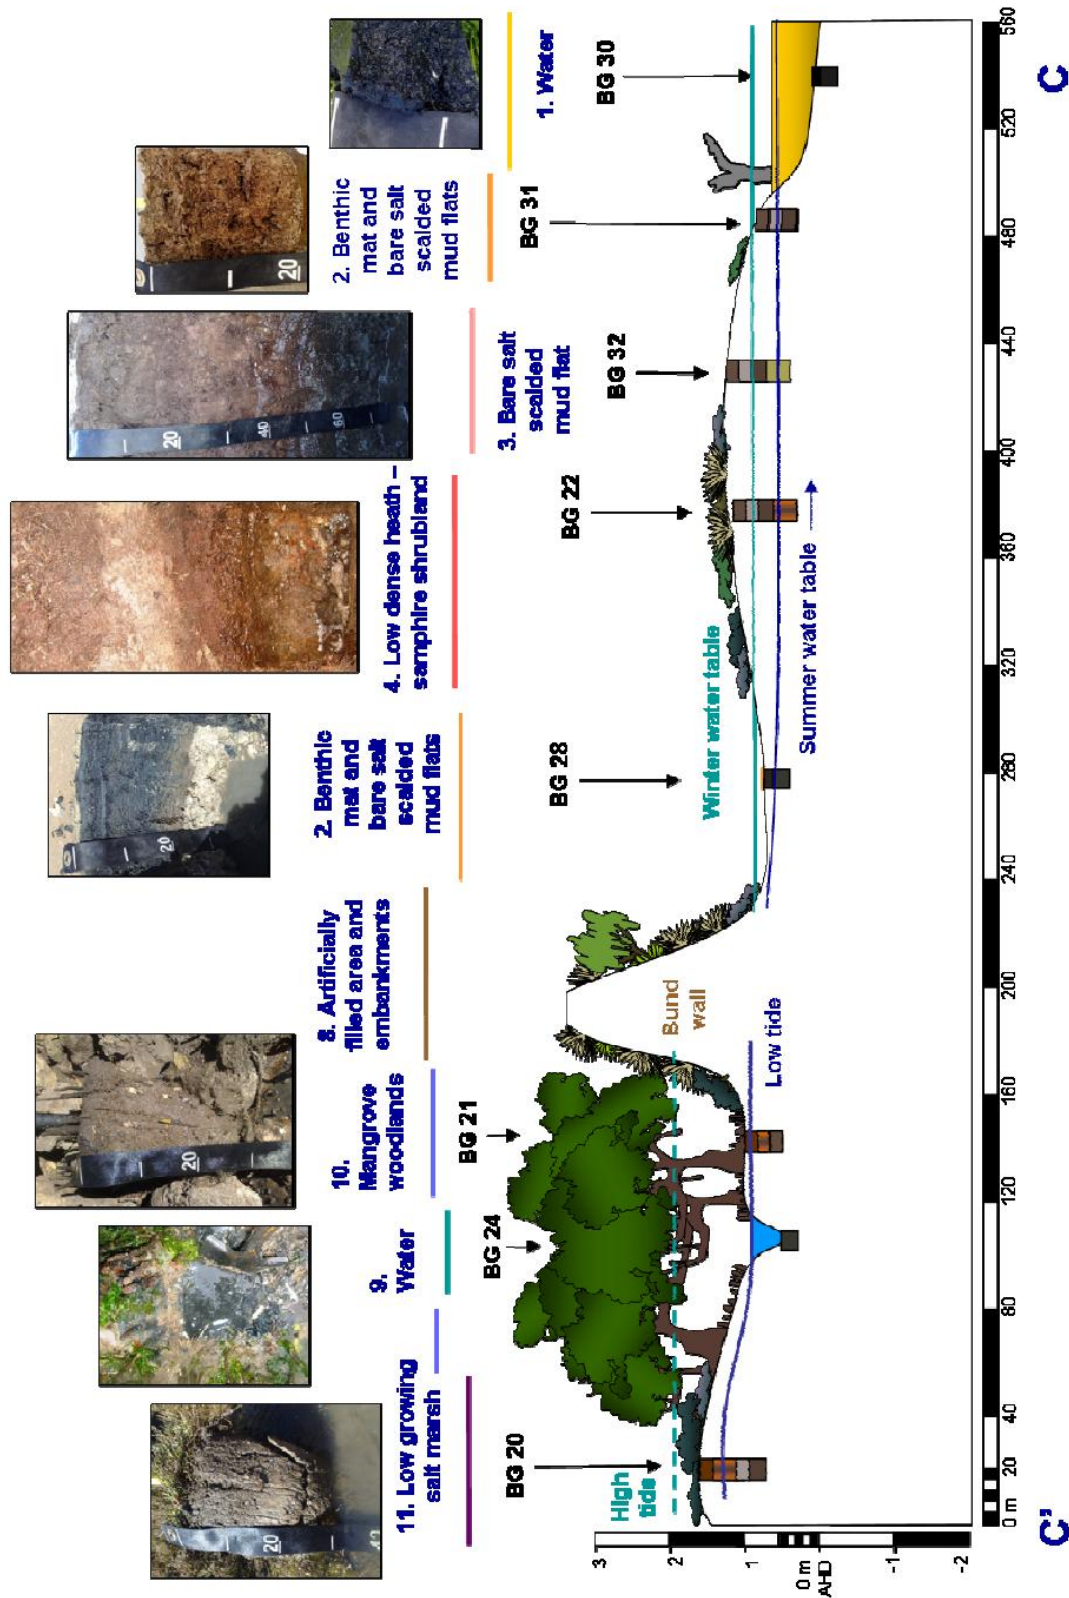 11. Low growing
salt marsh
9.
Water
10.
Mangrove
woodlands
8. Artificially
filled area and
embankments
2. Benthic
mat and
bare salt
scalded
mud flats
4. Low dense heath –
samphire shrubland
3. Bare salt
scalded
mud flat
2. Benthic
mat and
bare salt
scalded
mud flats
1. Water
20
40
20
20
20
40
60
20
BG 20
BG 24
BG 21
BG 28
BG 22
BG 32
BG 31
BG 30
High
tide
Bund
wall
Low tide
Winter water table
Summer water table
3
2
1
0 m
AHD
-1
-2
0 m
20
40
80
120
160
200
240
280
320
360
400
440
480
520
560
C'
C